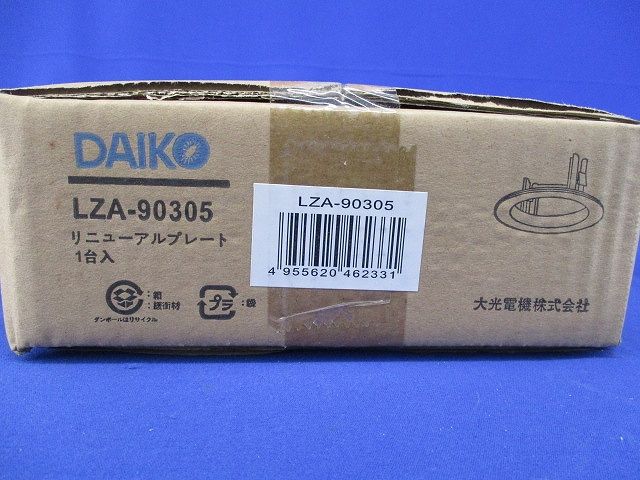 DAIKO
LZA-90305
リニューアルプレート
1台入
:箱
:緩衝材
ダンボールはリサイクル
プラ
:袋
LZA-90305
4 955620 462331
大光電機株式会社